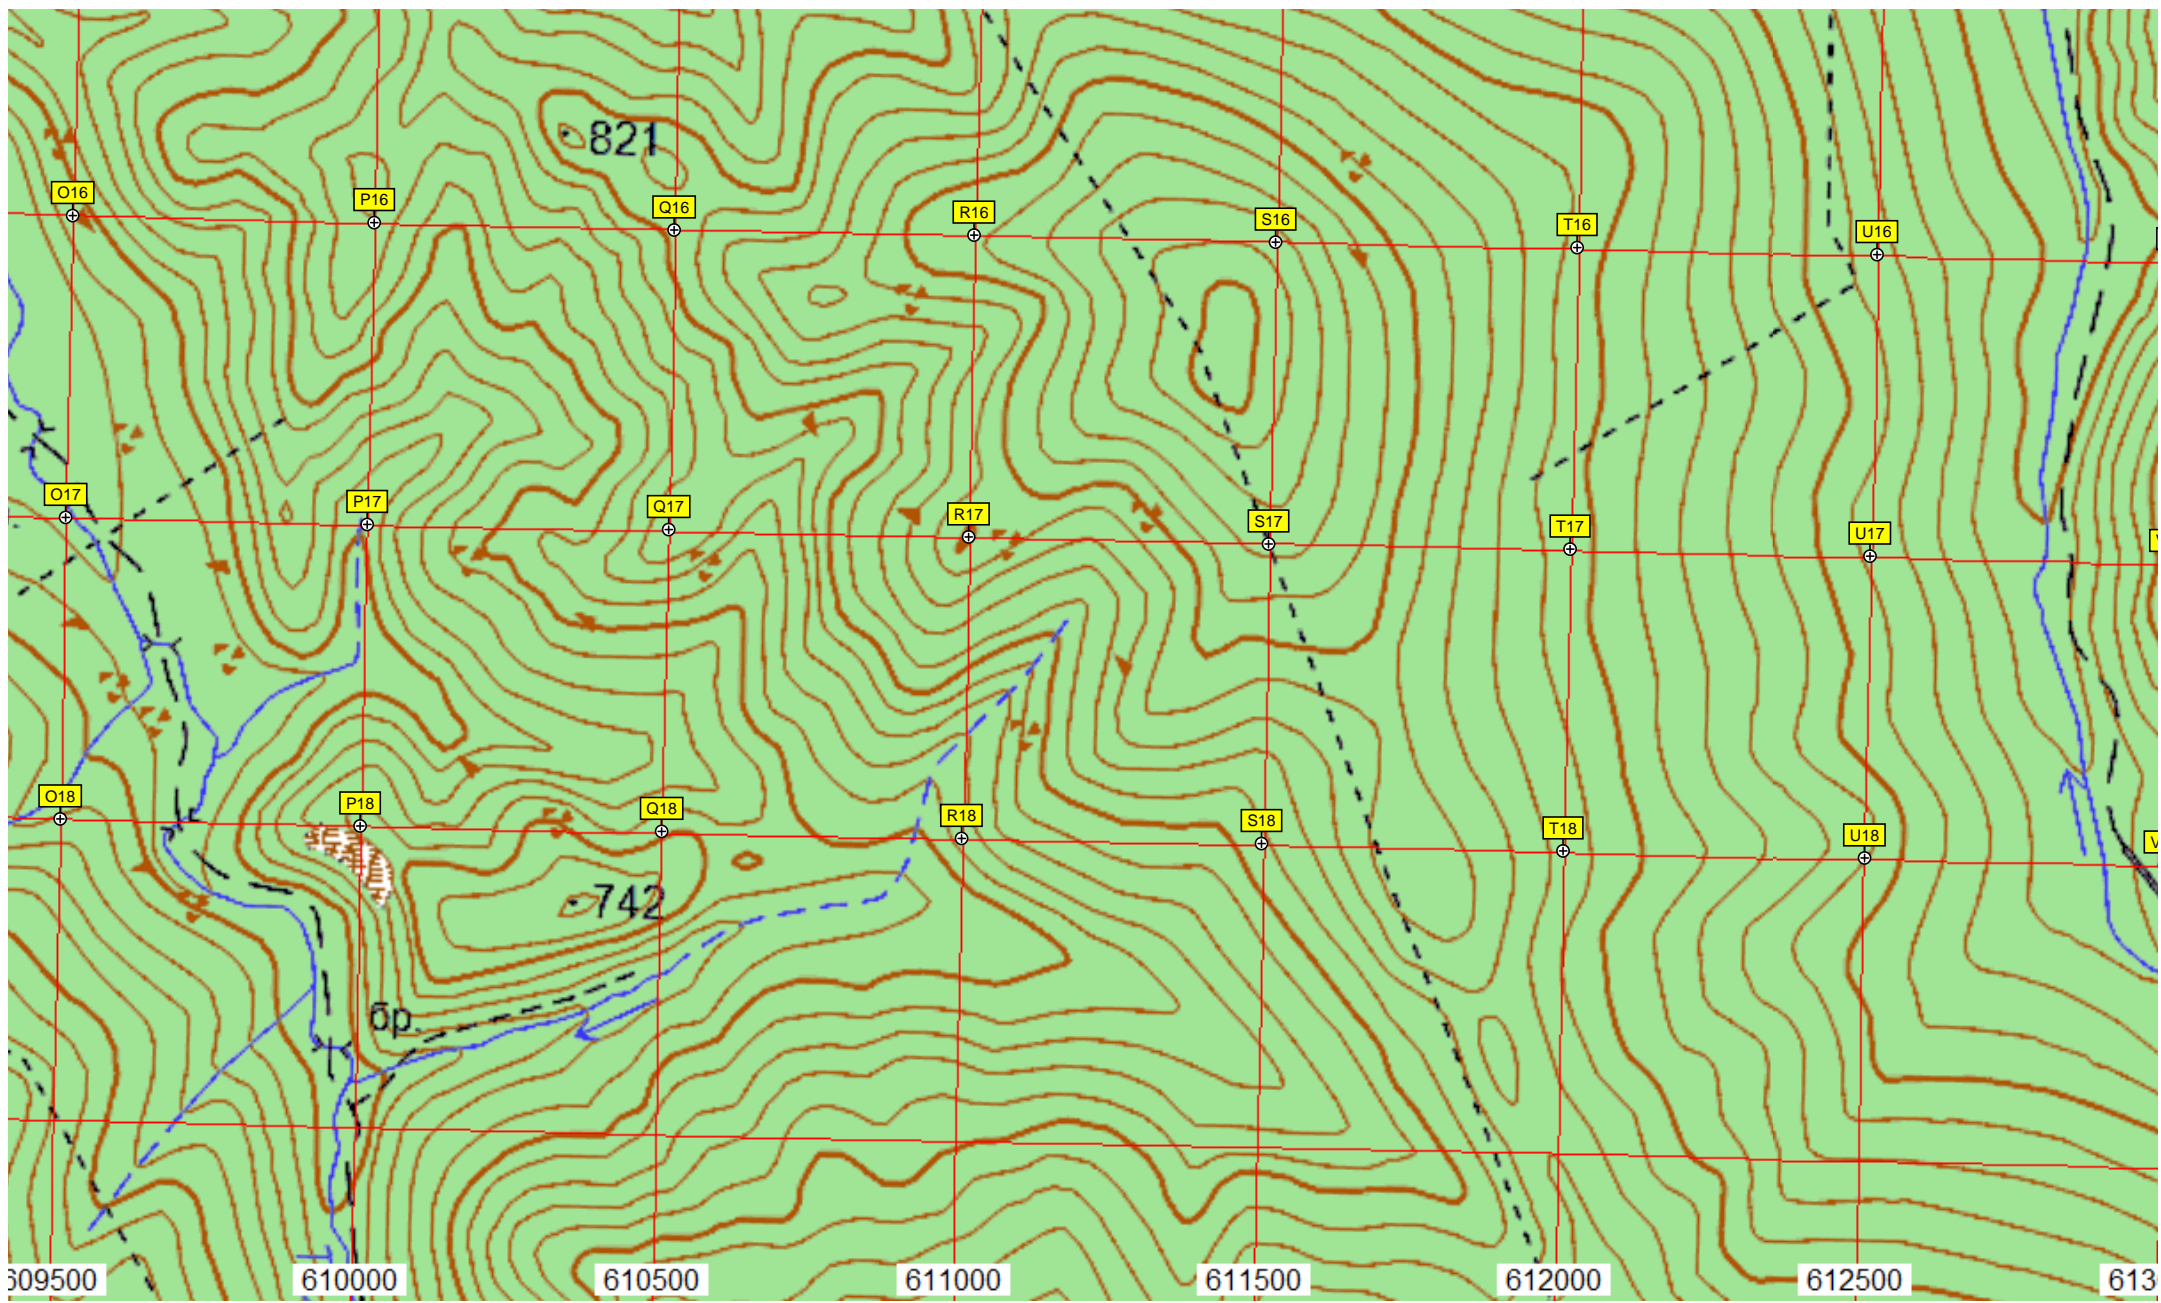 821
O16 P16 Q16 R16 S16 T16 U16
O17 P17 Q17 R17 S17 T17 U17
O18 P18 Q18 R18 S18 T18 U18
742
бр.
609500 610000 610500 611000 611500 612000 612500 613